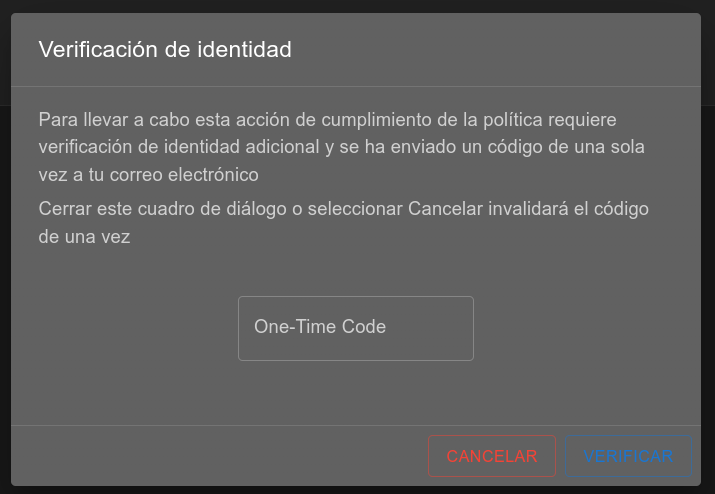 Verificación de identidad
Para llevar a cabo esta acción de cumplimiento de la política requiere
verificación de identidad adicional y se ha enviado un código de una sola
vez a tu correo electrónico
Cerrar este cuadro de diálogo o seleccionar Cancelar invalidará el código
de una vez
One-Time Code
CANCELAR VERIFICAR